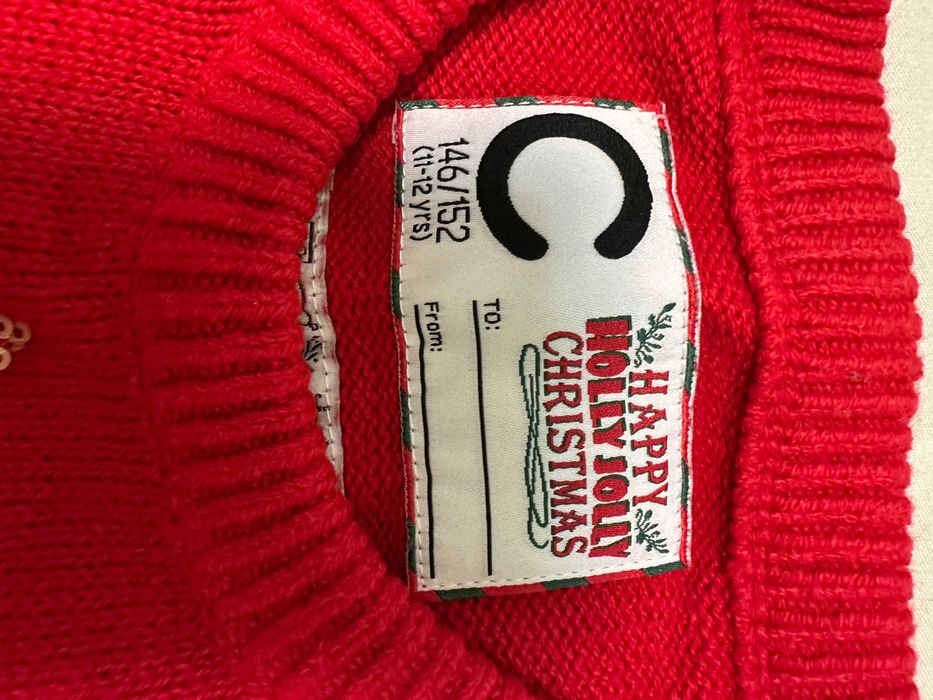 C
146/152
(11-12 yrs)
HAPPY
HOLLY JOLLY
CHRISTMAS
TO:
From: